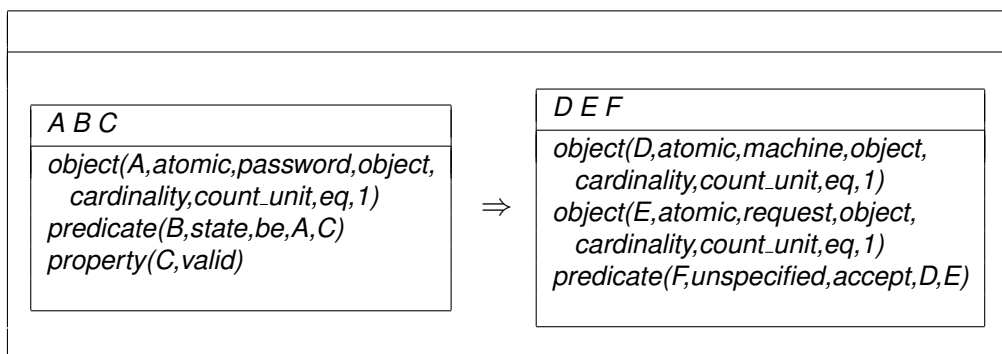 A B C
object(A,atomic,password,object,
cardinality,count_unit,eq,1)
predicate(B,state,be,A,C)
property(C,valid)
⇒
D E F
object(D,atomic,machine,object,
cardinality,count_unit,eq,1)
object(E,atomic,request,object,
cardinality,count_unit,eq,1)
predicate(F,unspecified,accept,D,E)